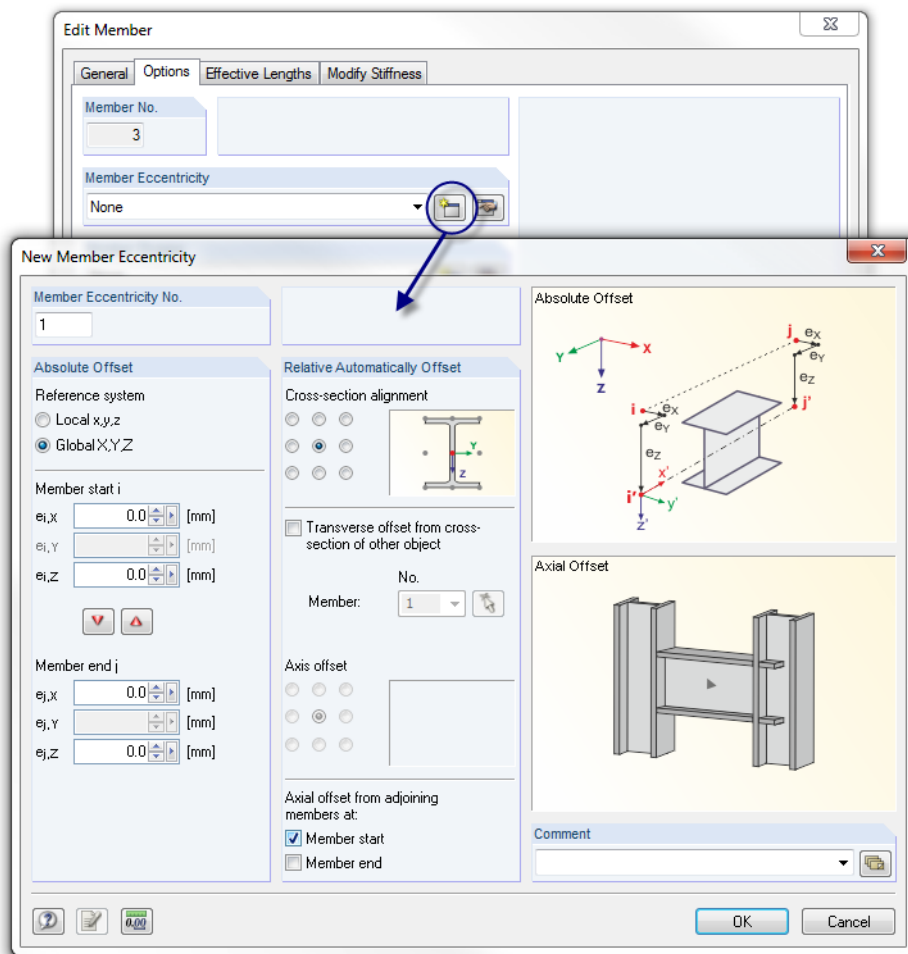 Edit Member
General Options Effective Lengths Modify Stiffness
Member No.
3
Member Eccentricity
None
New Member Eccentricity
Member Eccentricity No.
1
Absolute Offset
Reference system
Local x,y,z
Global X,Y,Z
Member start i
ei,X 0.0 [mm]
ei,Y [mm]
ei,Z 0.0 [mm]
Member end j
ej,X 0.0 [mm]
ej,Y [mm]
ej,Z 0.0 [mm]
Relative Automatically Offset
Cross-section alignment
Y
Z
Transverse offset from cross-
section of other object
No.
Member: 1
Axis offset
Axial offset from adjoining
members at:
Member start
Member end
Absolute Offset
Y X
Z
j eX
eY
eZ
j'
i eX
eY
eZ
x'
i' y'
z'
Axial Offset
Comment
0.00
OK Cancel